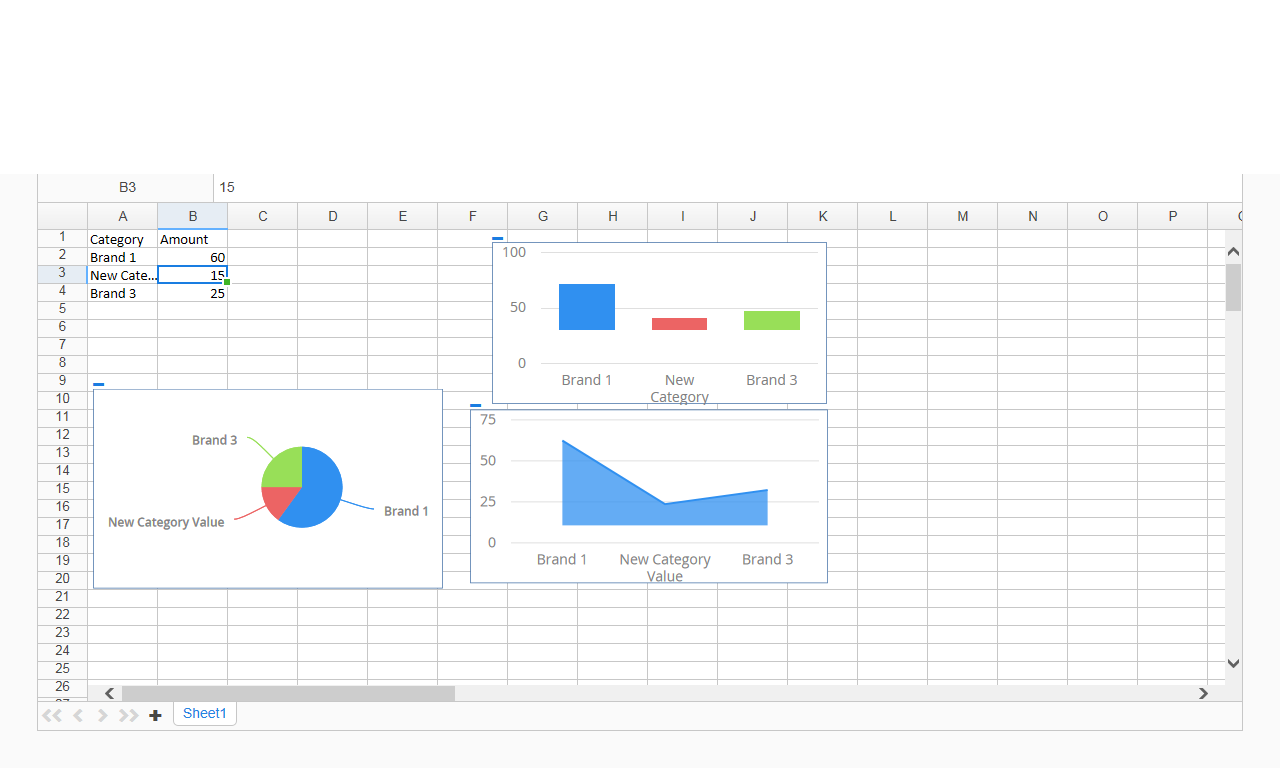 B3 15
A B C D E F G H I J K L M N O P
1 Category Amount
2 Brand 1 60
3 New Cate... 15
4 Brand 3 25
5
6
7
8
9
10
11
12
13
14
15
16
17
18
19
20
21
22
23
24
25
26
100
50
0
Brand 1 New Brand 3
Category
Brand 3
New Category Value
Brand 1
75
50
25
0
Brand 1 New Category Brand 3
Value
Sheet1